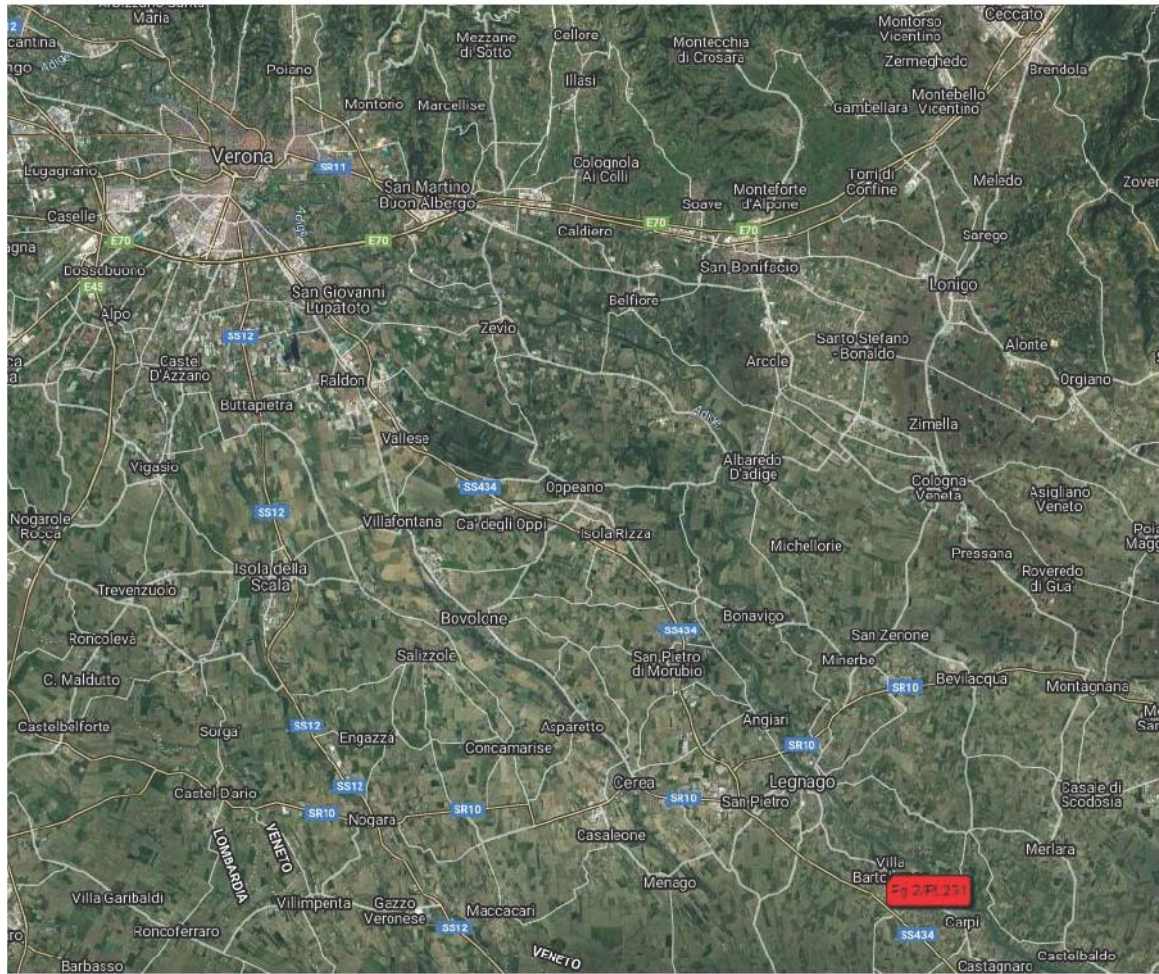 Maria
Cellore
Mezzane
di Sotto
Montecchia
di Crosara
Montorso
Vicentino
Ceccato
Zermeghedo
Brendola
Poiano
Illasi
Montebello
Vicentino
Adige
Montorio
Marcellise
Gambellara
Verona
SR11
Lugagnano
Colognola
Ai Colli
Torri di
Confine
Meledo
San Martino
Buon Albergo
Monteforte
d'Alpone
Soave
Caselle
Adige
E70
E70
Caldiero
E70
E70
Sarego
Dossobuono
E45
San Bonifacio
Lonigo
San Giovanni
Lupatoto
Belfiore
Alpo
SS12
Zevio
Santo Stefano
- Bonaldo
Alonte
Castel
D'Azzano
Raldon
Arcole
Orgiano
Buttapietra
Adige
Zimella
Vallese
Vigasio
Albaredo
D'adige
Cologna
Veneta
SS434
Oppeano
Asigliano
Veneto
SS12
Nogarole
Rocca
Villafontana
Ca' degli Oppi
Isola Rizza
Michellorie
Pressana
Isola della
Scala
Roveredo
di Gua'
Trevenzuolo
Bovolone
Bonavigo
Roncolevà
SS434
San Zenone
Salizzole
San Pietro
di Morubio
Minerbe
C. Maldutto
SR10
Bevilacqua
Montagnana
Castelbelforte
Sorga'
SS12
Engazza
Asparetto
Angiari
Concamarise
SR10
Castel Dario
SS12
Cerea
SR10
Legnago
San Pietro
Casale di
Scodosia
SR10
Nogara
SR10
Casaleone
Merlara
LOMBARDIA
VENETO
Villa
Menago
Villa Garibaldi
Villimpenta
Gazzo
Veronese
Maccacari
Carpi
Roncoferraro
SS12
SS434
VENETO
Castelbaldo
Barbasso
Castagnaro